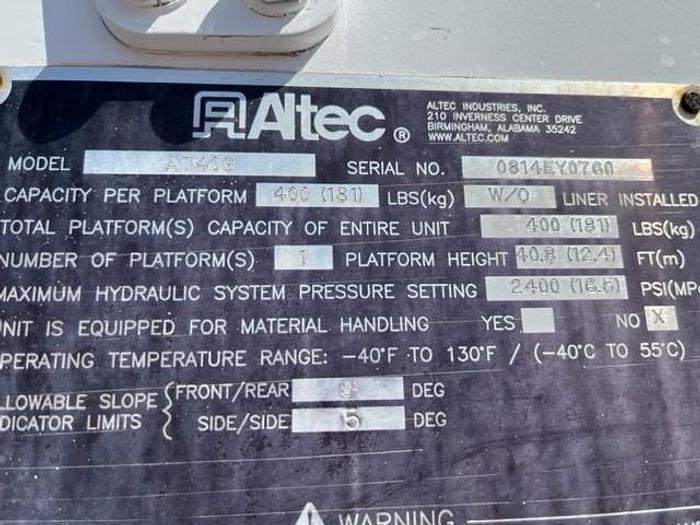 Altec ®
ALTEC INDUSTRIES, INC.
210 INVERNESS CENTER DRIVE
BIRMINGHAM, ALABAMA 35242
WWW.ALTEC.COM
MODEL SERIAL NO. 0814EY0760
CAPACITY PER PLATFORM 400 (181) LBS(kg) W/O LINER INSTALLED
TOTAL PLATFORM(S) CAPACITY OF ENTIRE UNIT 400 (181) LBS(kg)
NUMBER OF PLATFORM(S) 1 PLATFORM HEIGHT 40.8 (12.4) FT(m)
MAXIMUM HYDRAULIC SYSTEM PRESSURE SETTING 2400 (16.5) PSI(MP
NIT IS EQUIPPED FOR MATERIAL HANDLING YES NO X
PERATING TEMPERATURE RANGE: -40°F TO 130°F / (-40°C TO 55°C)
LLOWABLE SLOPE FRONT/REAR DEG
DICATOR LIMITS SIDE/SIDE 5 DEG
WARNING